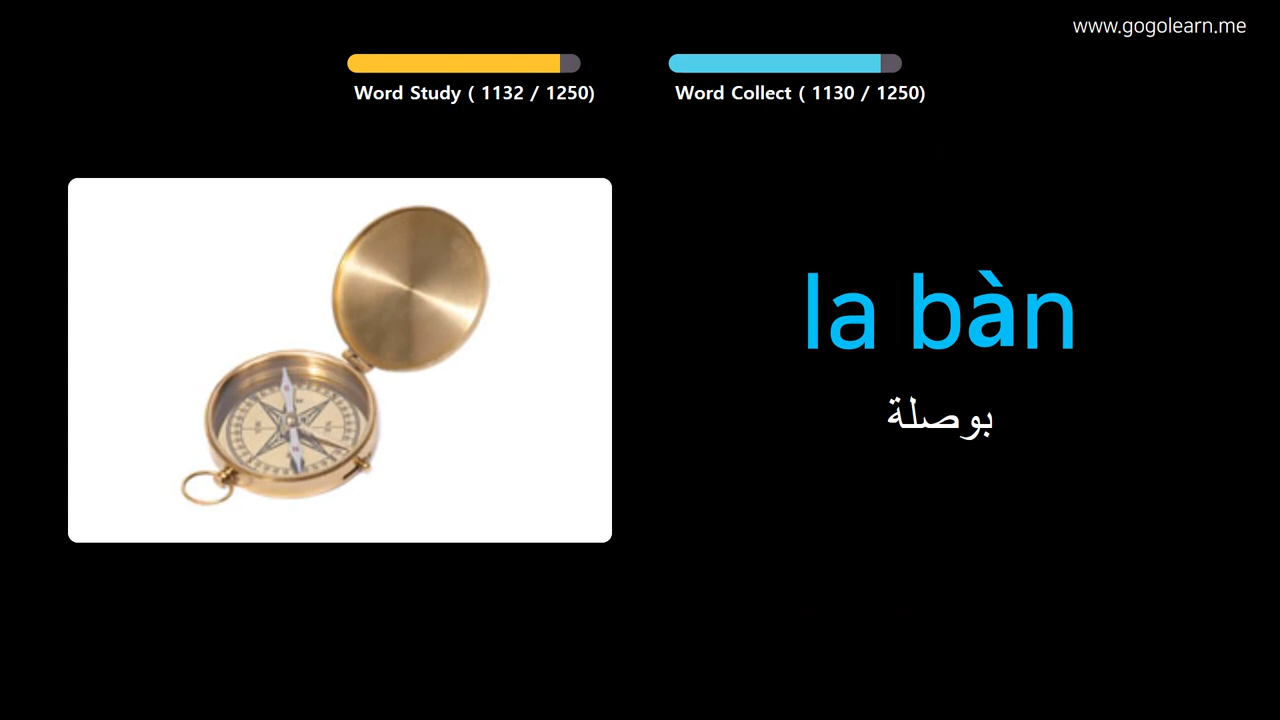 www.gogolearn.me
Word Study ( 1132 / 1250)
Word Collect ( 1130 / 1250)
la bàn
بوصلة